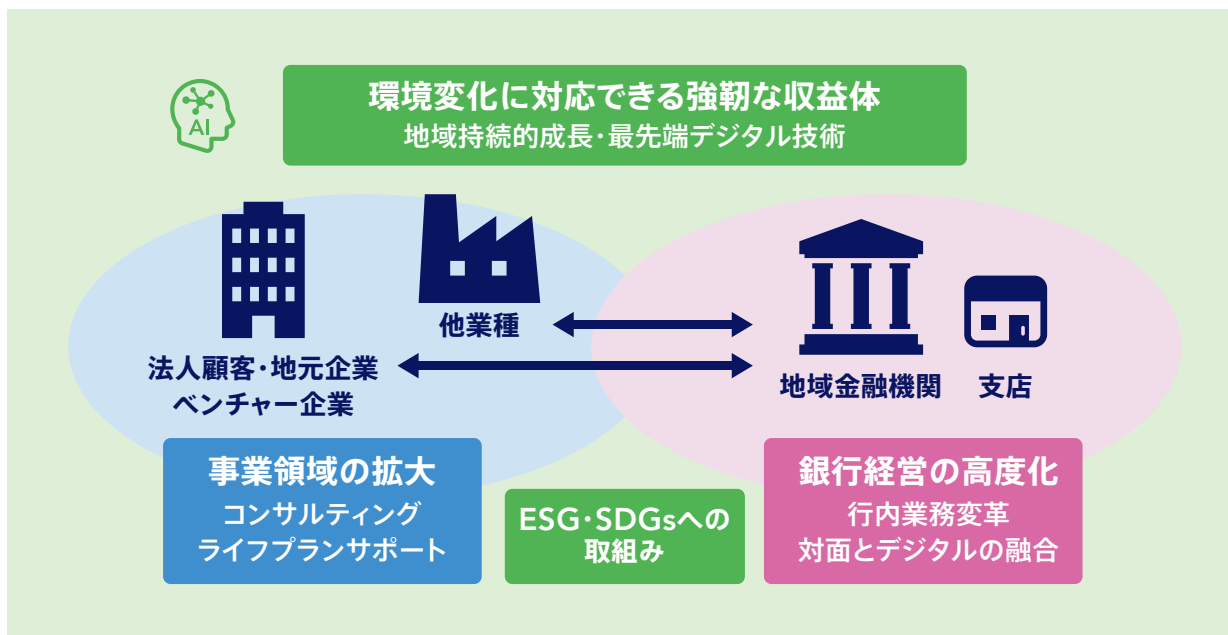 環境変化に対応できる強靭な収益体
地域持続的成長・最先端デジタル技術
AI
他業種
法人顧客・地元企業
ベンチャー企業
地域金融機関
支店
事業領域の拡大
コンサルティング
ライフプランサポート
ESG・SDGsへの
取組み
銀行経営の高度化
行内業務変革
対面とデジタルの融合